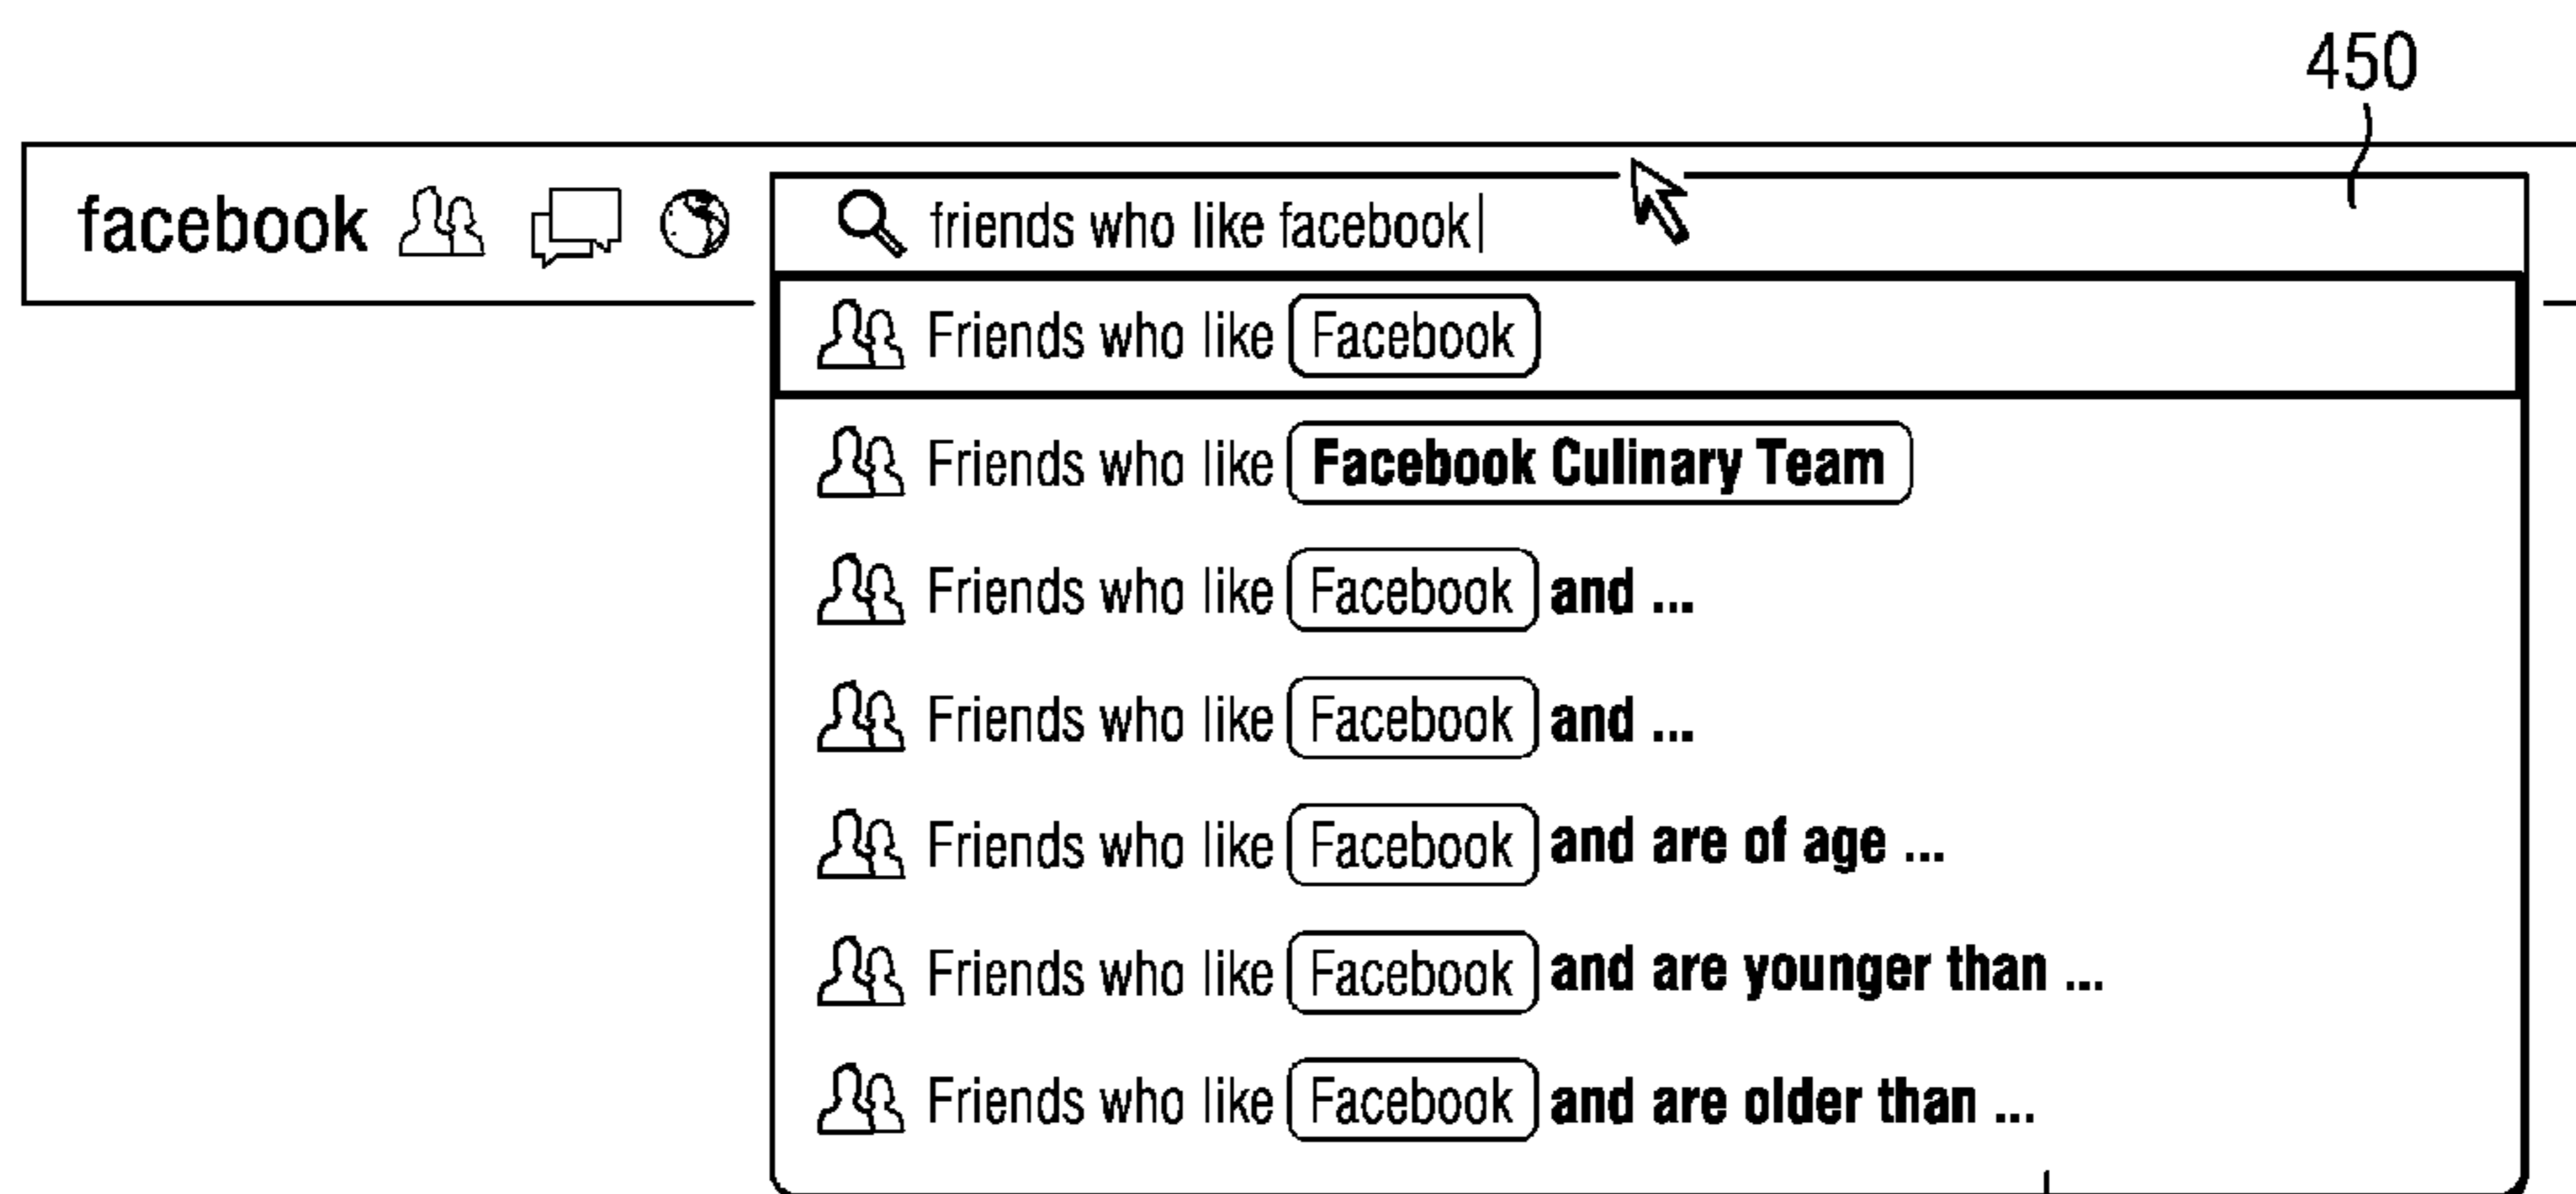 450
facebook friends who like facebook
Friends who like Facebook
Friends who like Facebook Culinary Team
Friends who like Facebook and ...
Friends who like Facebook and ...
Friends who like Facebook and are of age ...
Friends who like Facebook and are younger than ...
Friends who like Facebook and are older than ...